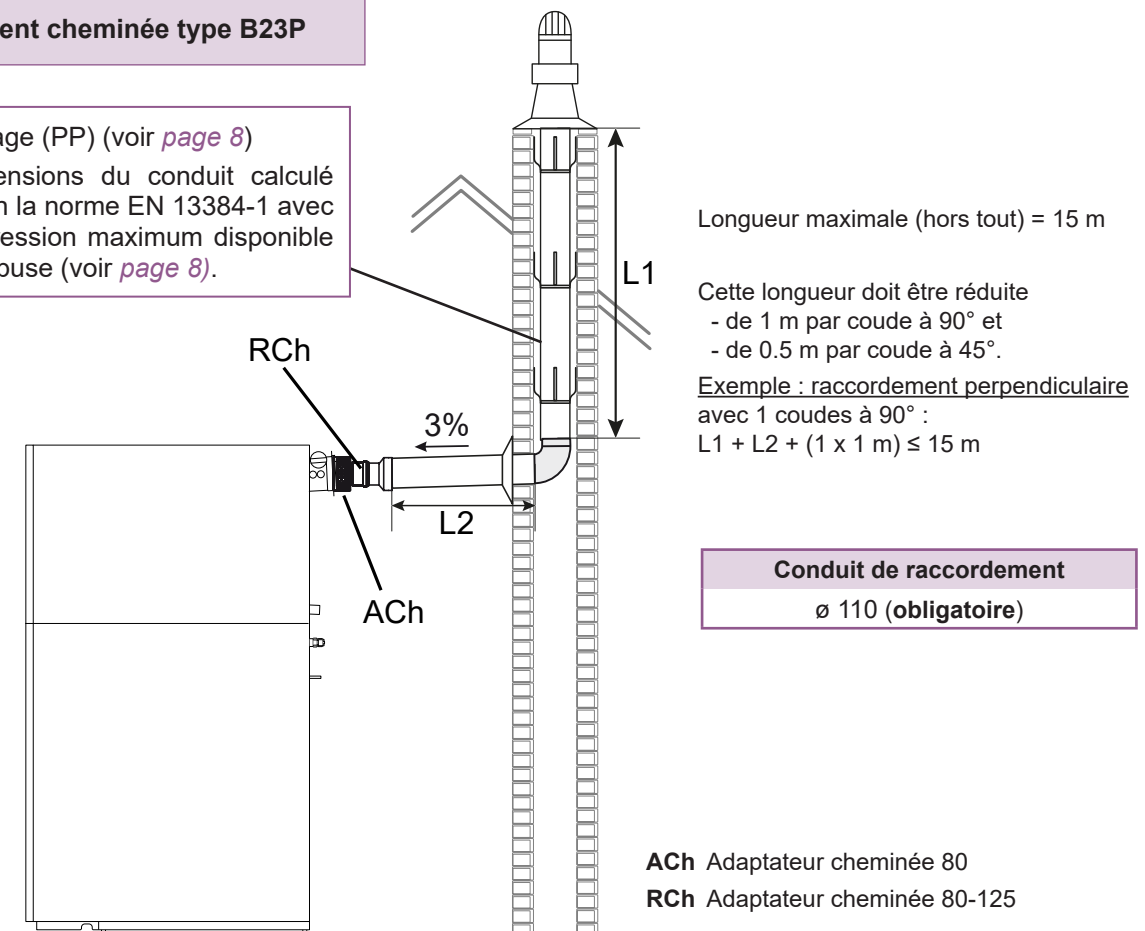 ent cheminée type B23P
age (PP) (voir page 8)
ensions du conduit calculé
n la norme EN 13384-1 avec
ression maximum disponible
buse (voir page 8).
Longueur maximale (hors tout) = 15 m
L1
Cette longueur doit être réduite
- de 1 m par coude à 90° et
- de 0.5 m par coude à 45°.
Exemple : raccordement perpendiculaire
avec 1 coudes à 90° :
L1 + L2 + (1 x 1 m) ≤ 15 m
RCh
3%
L2
ACh
Conduit de raccordement
ø 110 (obligatoire)
ACh Adaptateur cheminée 80
RCh Adaptateur cheminée 80-125